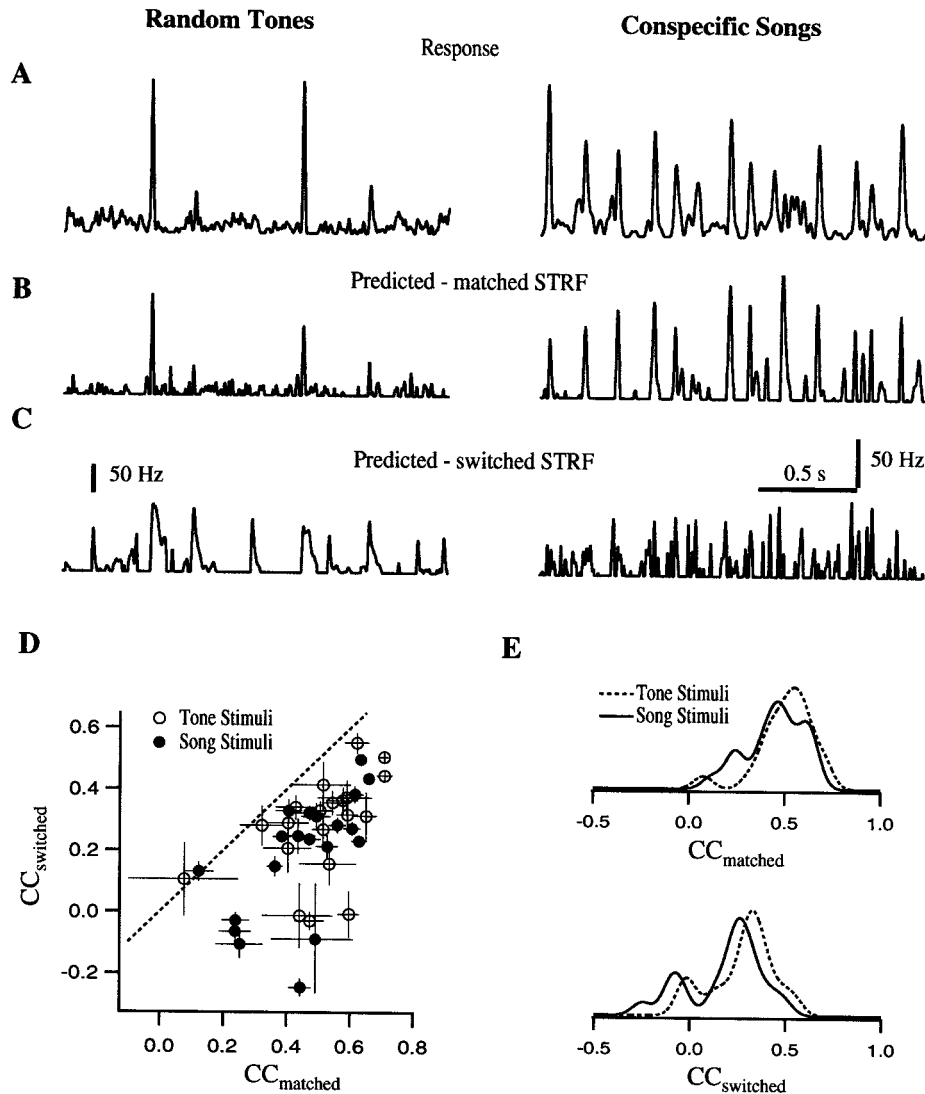 Random Tones
Conspecific Songs
Response
A
B
Predicted - matched STRF
C
Predicted - switched STRF
50 Hz
0.5 s
50 Hz
D
E
Tone Stimuli
Song Stimuli
0.6
0.4
0.2
0.0
-0.2
CCswitched
0.0 0.2 0.4 0.6 0.8
CCmatched
Tone Stimuli
Song Stimuli
-0.5 0.0 0.5 1.0
CCmatched
-0.5 0.0 0.5 1.0
CCswitched